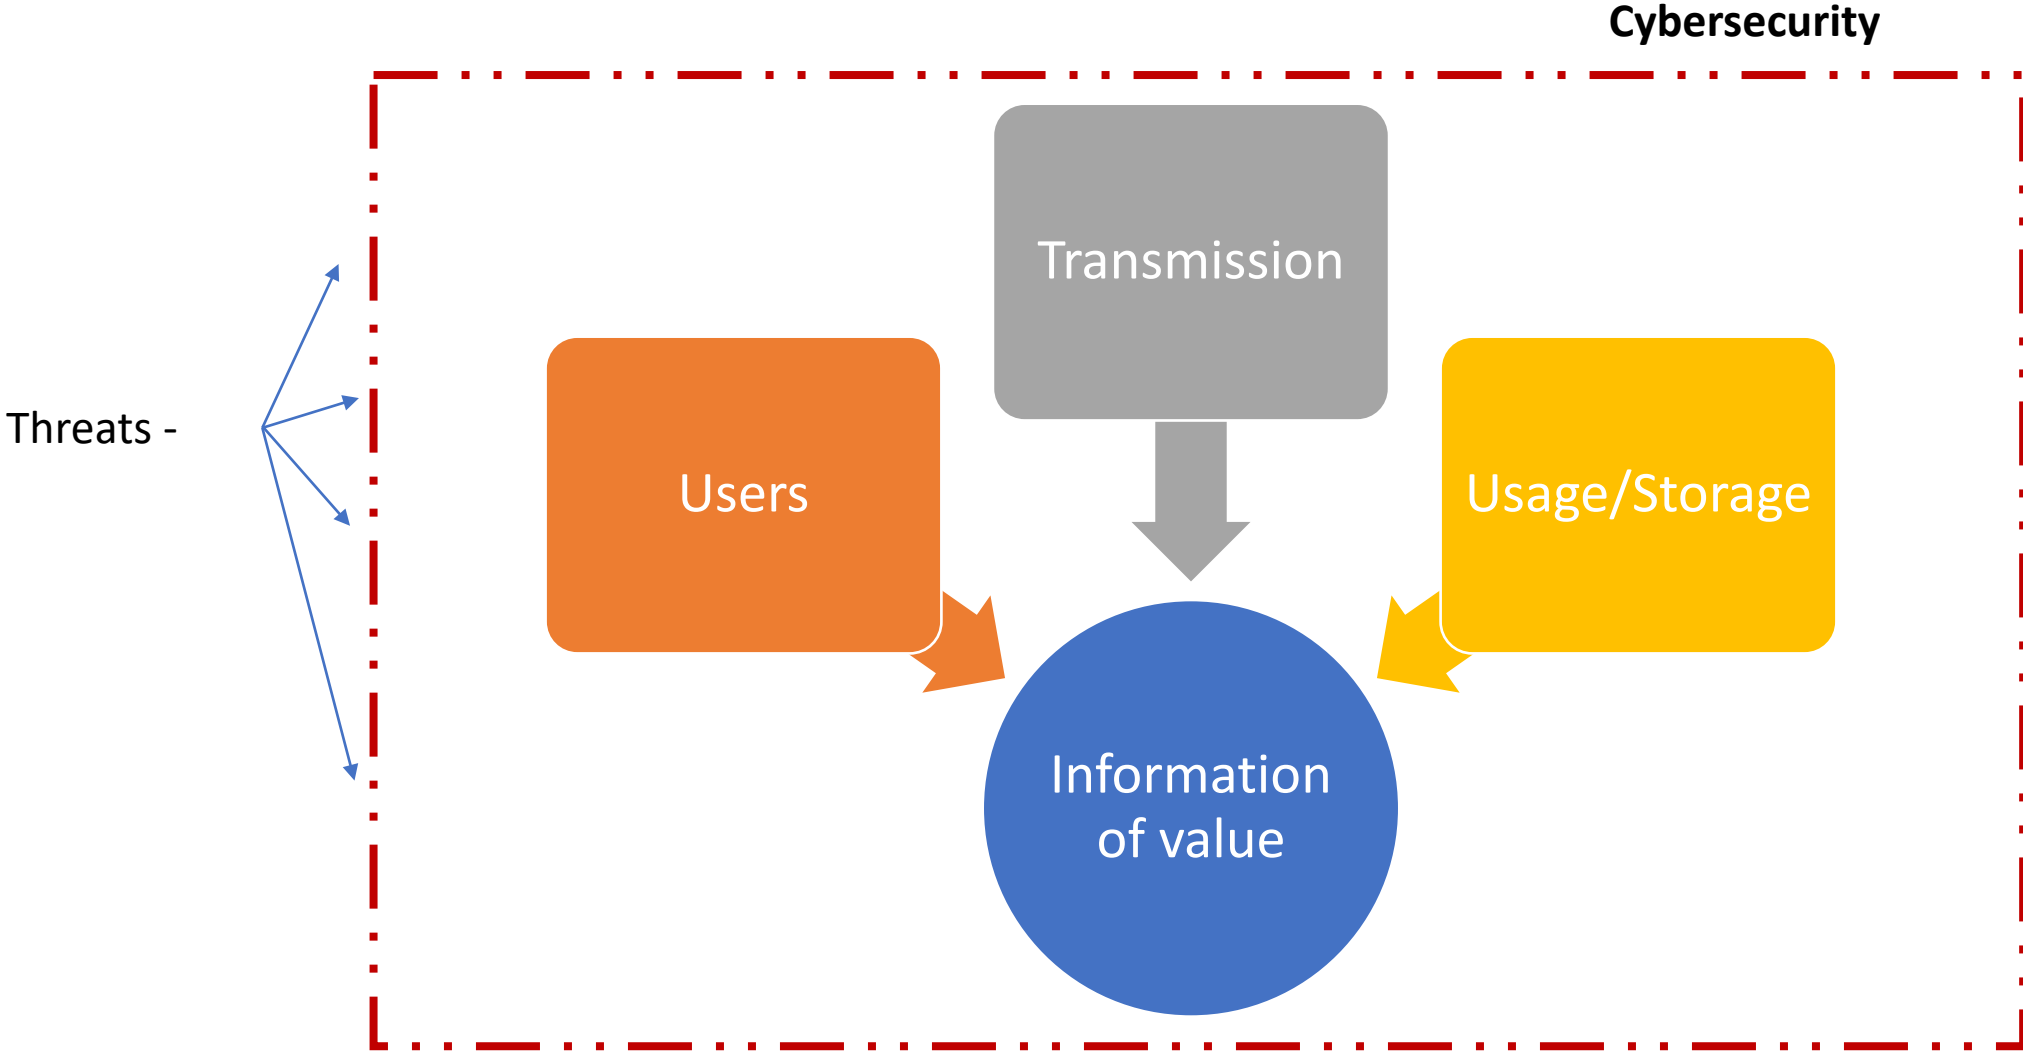 Cybersecurity
Transmission
Threats -
Users
Usage/Storage
Information
of value